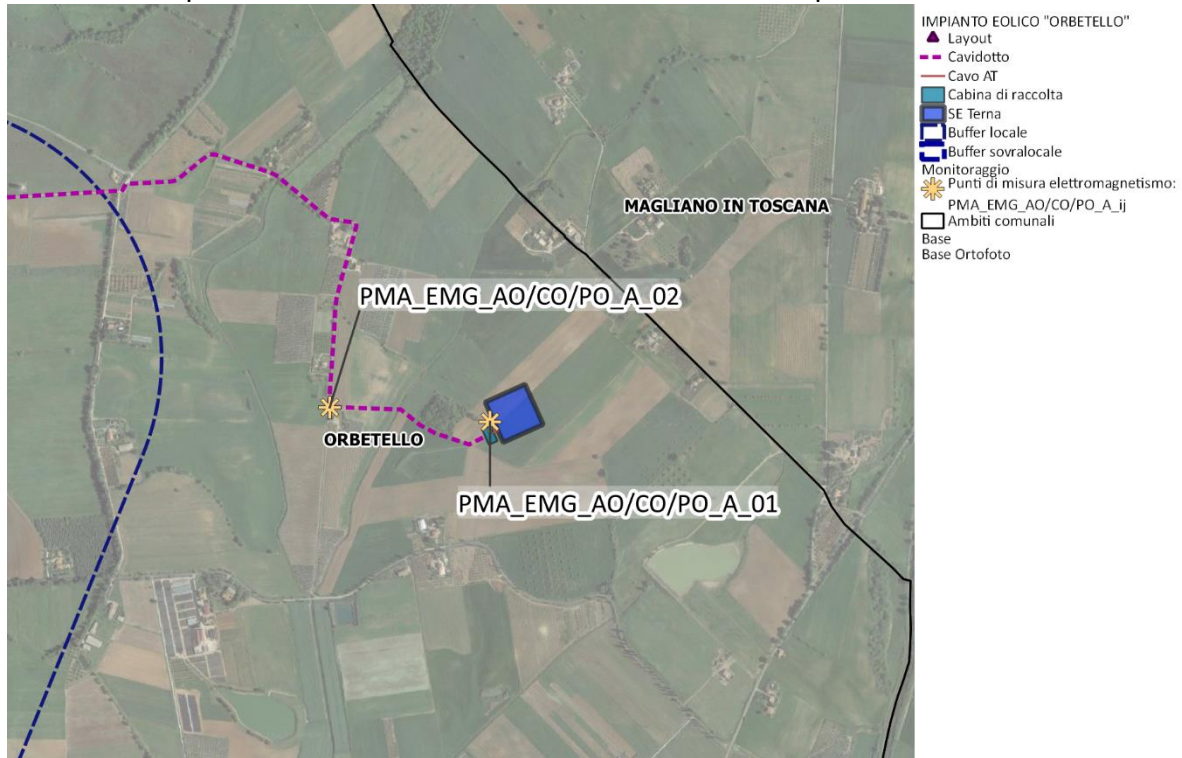 MAGLIANO IN TOSCANA
PMA_EMG_AO/CO/PO_A_02
ORBETELLO
PMA_EMG_AO/CO/PO_A_01
IMPIANTO EOLICO "ORBETELLO"
Layout
Cavidotto
Cavo AT
Cabina di raccolta
SE Terna
Buffer locale
Buffer sovralocale
Monitoraggio
Punti di misura elettromagnetismo:
PMA_EMG_AO/CO/PO_A_ij
Ambiti comunali
Base
Base Ortofoto